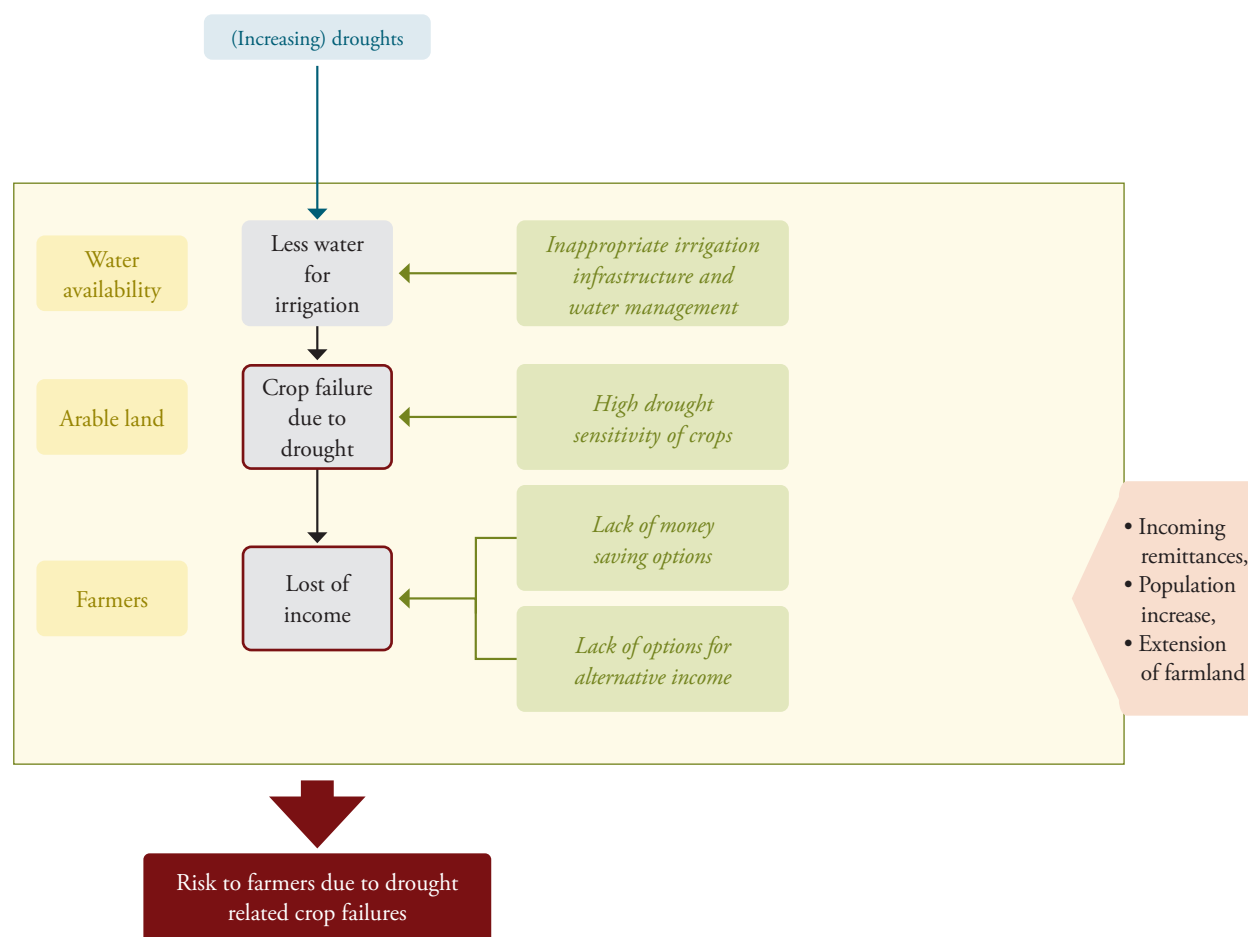 (Increasing) droughts
Water
availability
Less water
for
irrigation
Inappropriate irrigation
infrastructure and
water management
Arable land
Crop failure
due to
drought
High drought
sensitivity of crops
Farmers
Lost of
income
Lack of money
saving options
Lack of options for
alternative income
• Incoming
remittances,
• Population
increase,
• Extension
of farmland
Risk to farmers due to drought
related crop failures